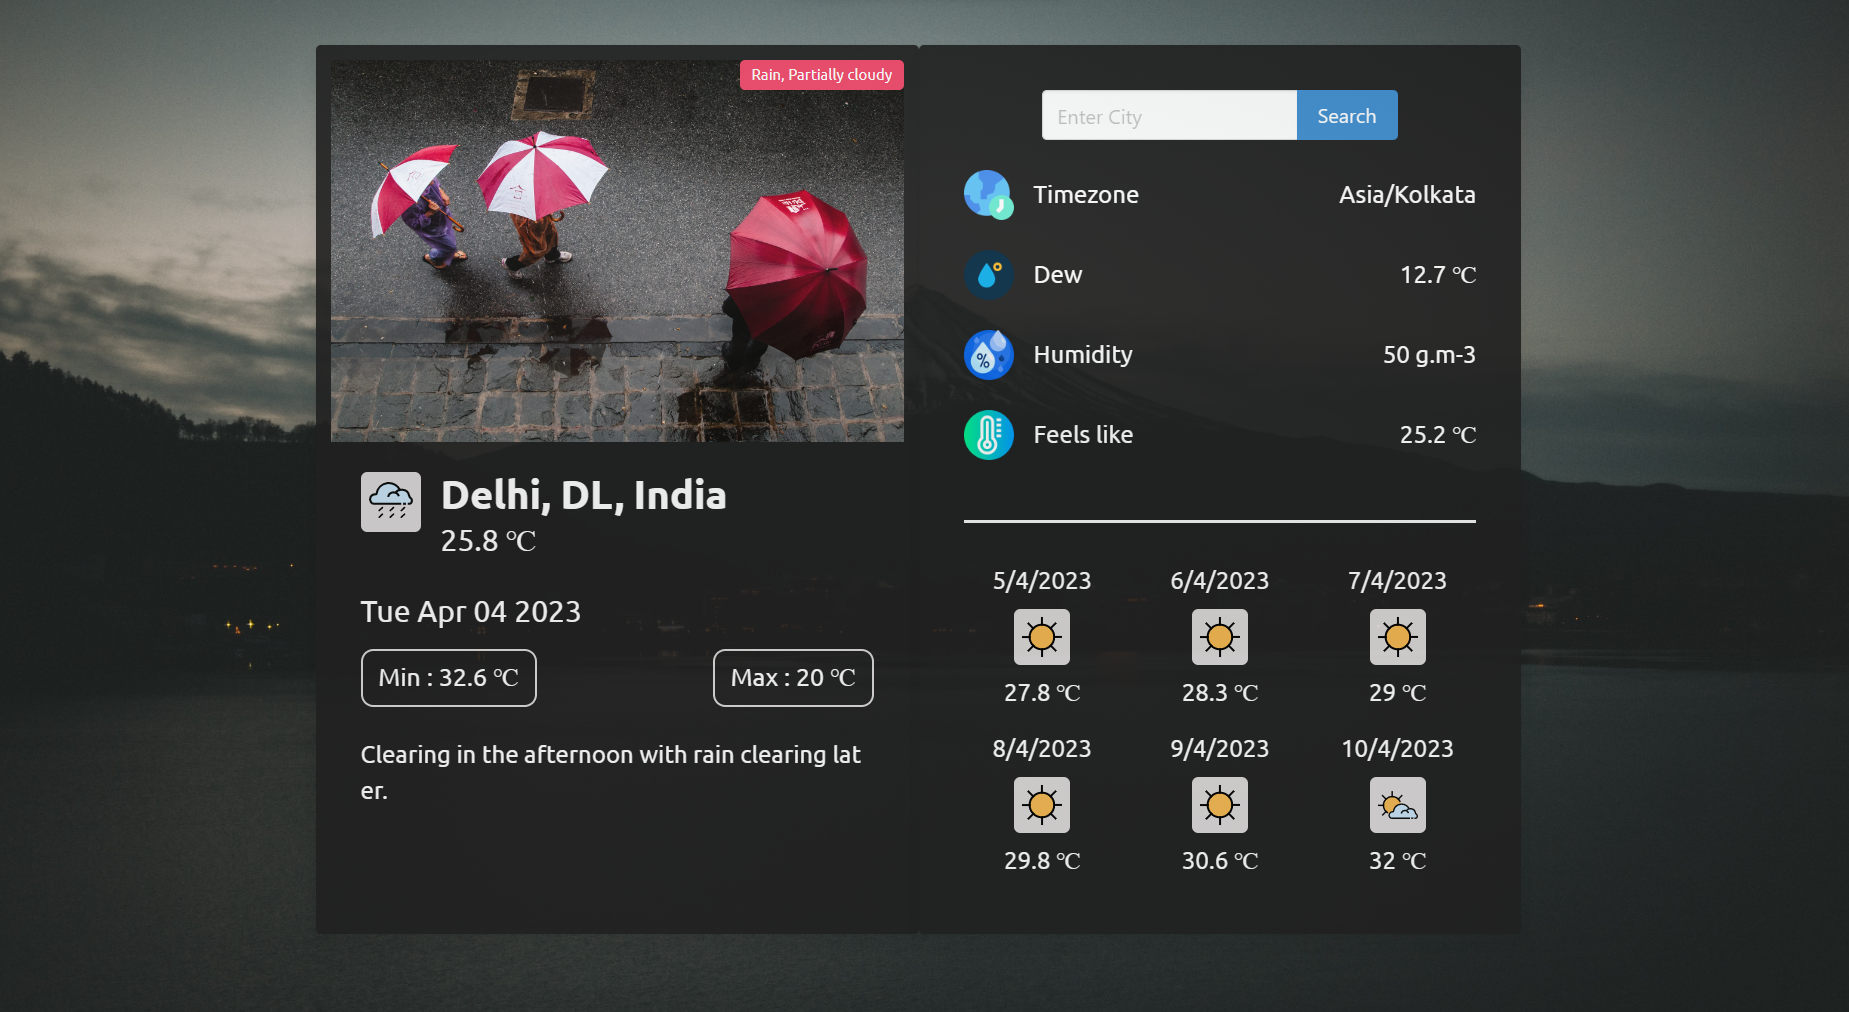 Rain, Partially cloudy
Delhi, DL, India
25.8 ℃
Tue Apr 04 2023
Min : 32.6 ℃
Max : 20 ℃
Clearing in the afternoon with rain clearing lat
er.
Enter City
Search
Timezone
Asia/Kolkata
Dew
12.7 ℃
%
Humidity
50 g.m-3
Feels like
25.2 ℃
5/4/2023
6/4/2023
7/4/2023
27.8 ℃
28.3 ℃
29 ℃
8/4/2023
9/4/2023
10/4/2023
29.8 ℃
30.6 ℃
32 ℃